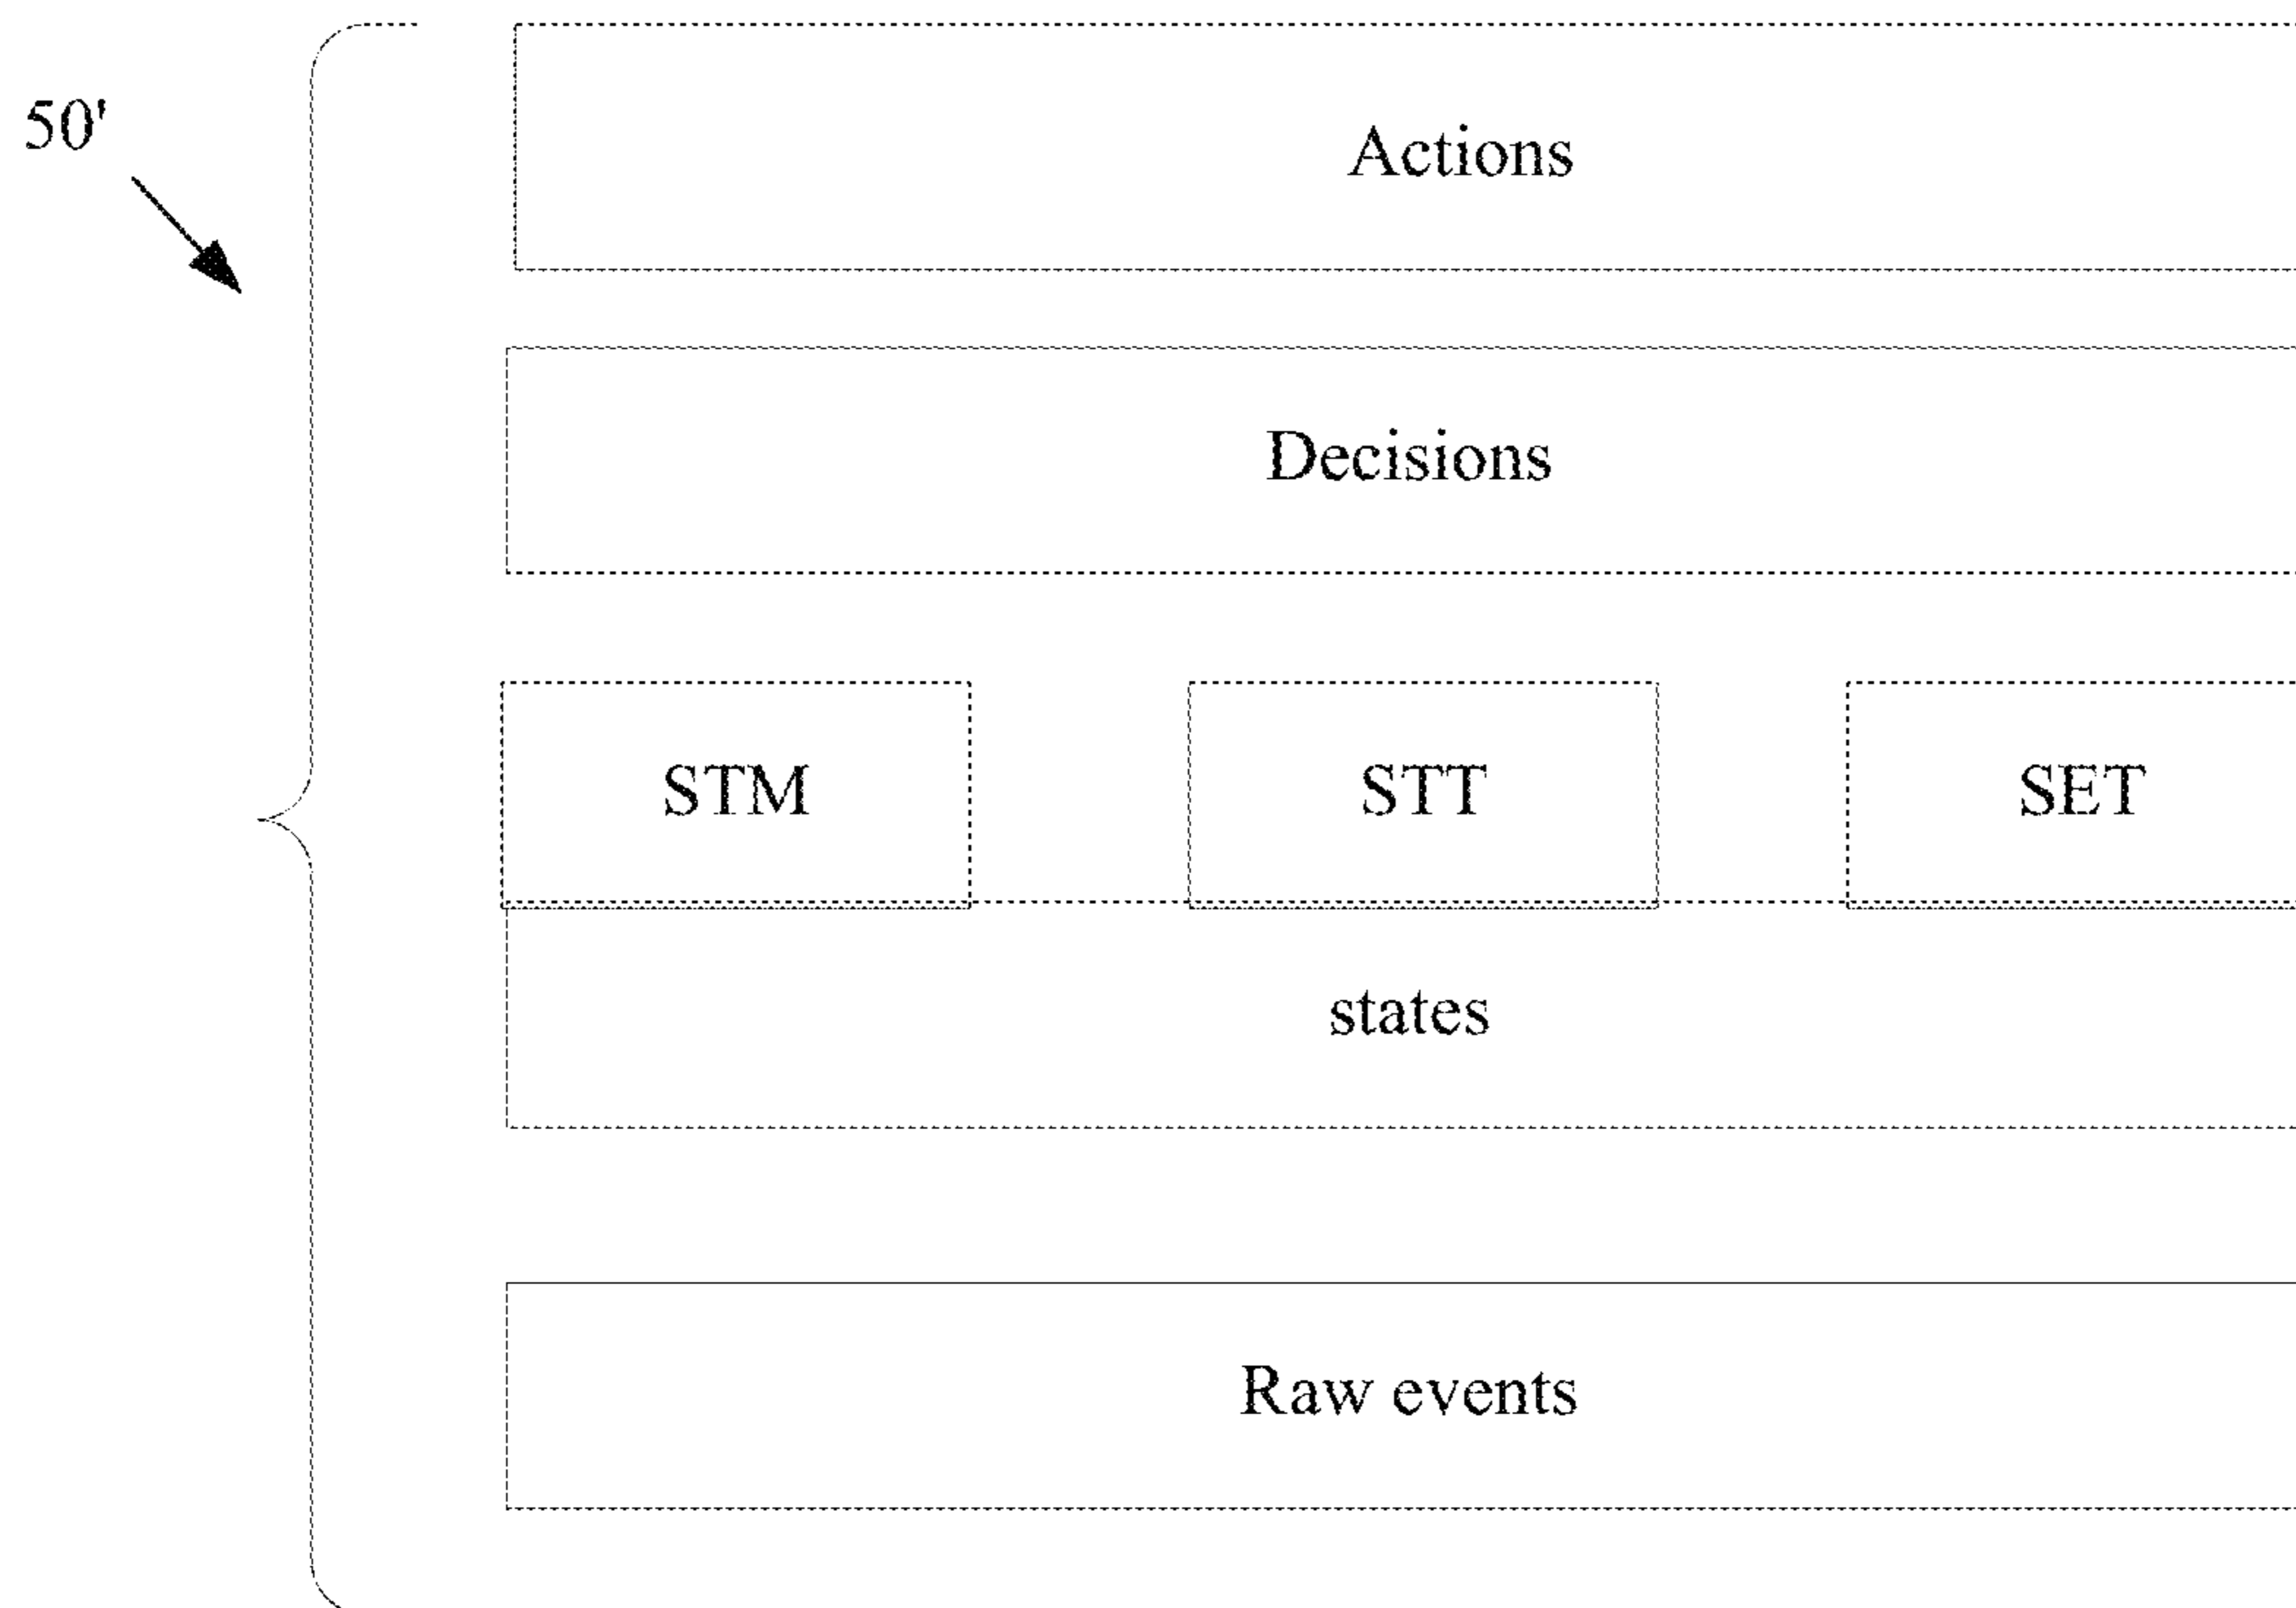 50'
Actions
Decisions
STM
STT
SET
states
Raw events